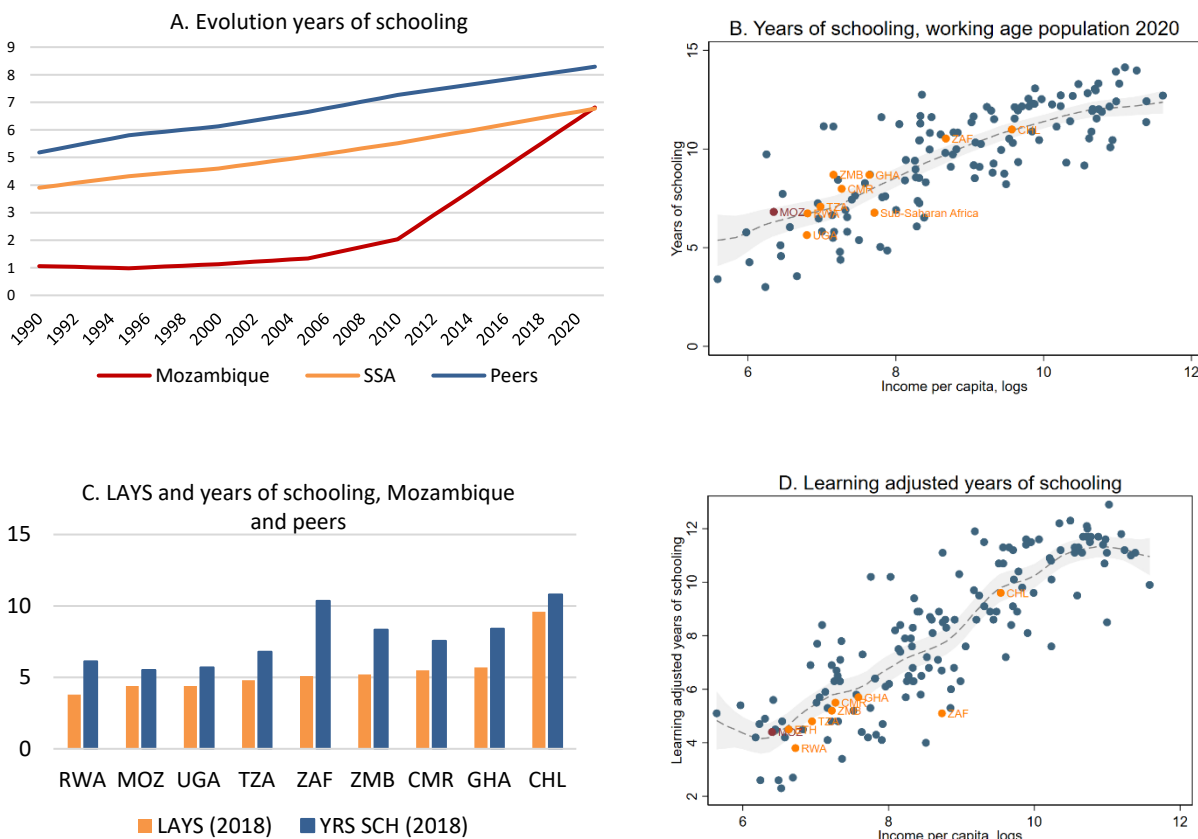 A. Evolution years of schooling
9
8
7
6
5
4
3
2
1
0
1990
1992
1994
1996
1998
2000
2002
2004
2006
2008
2010
2012
2014
2016
2018
2020
Mozambique
SSA
Peers
B. Years of schooling, working age population 2020
Years of schooling
15
10
5
0
CHL
ZAF
ZMB
GHA
CMR
TZA
MOZ
Sub-Saharan Africa
UGA
6
8
10
12
Income per capita, logs
C. LAYS and years of schooling, Mozambique
and peers
15
10
5
0
RWA
MOZ
UGA
TZA
ZAF
ZMB
CMR
GHA
CHL
LAYS (2018)
YRS SCH (2018)
D. Learning adjusted years of schooling
Learning adjusted years of schooling
12
10
8
6
4
2
CHL
GHA
CMR
ZMB
ZAF
TZA
MOZ
RWA
6
8
10
12
Income per capita, logs